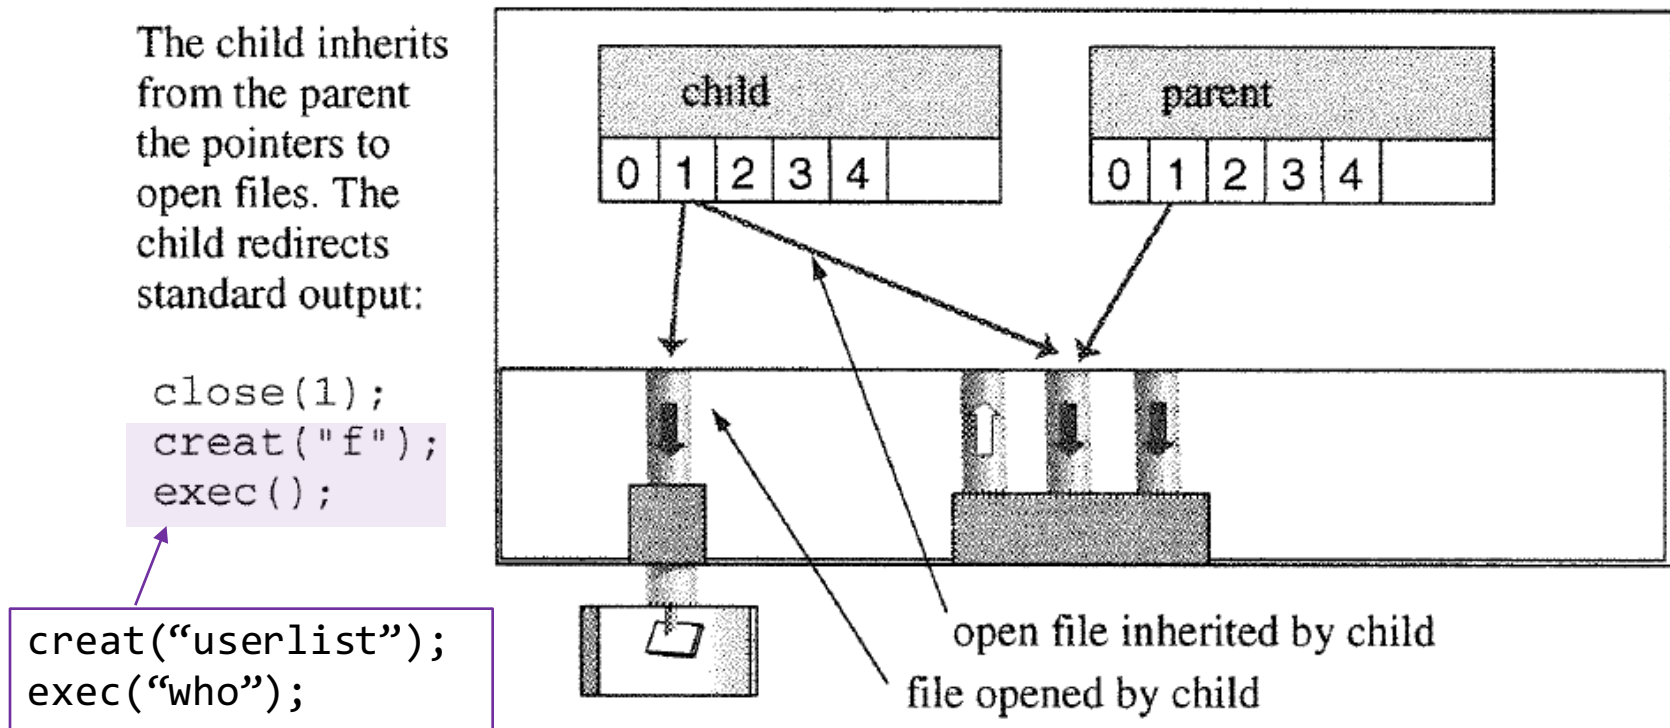 The child inherits
from the parent
the pointers to
open files. The
child redirects
standard output:
close(1);
creat("f");
exec();
creat(“userlist”);
exec(“who”);
child
0 1 2 3 4
parent
0 1 2 3 4
open file inherited by child
file opened by child